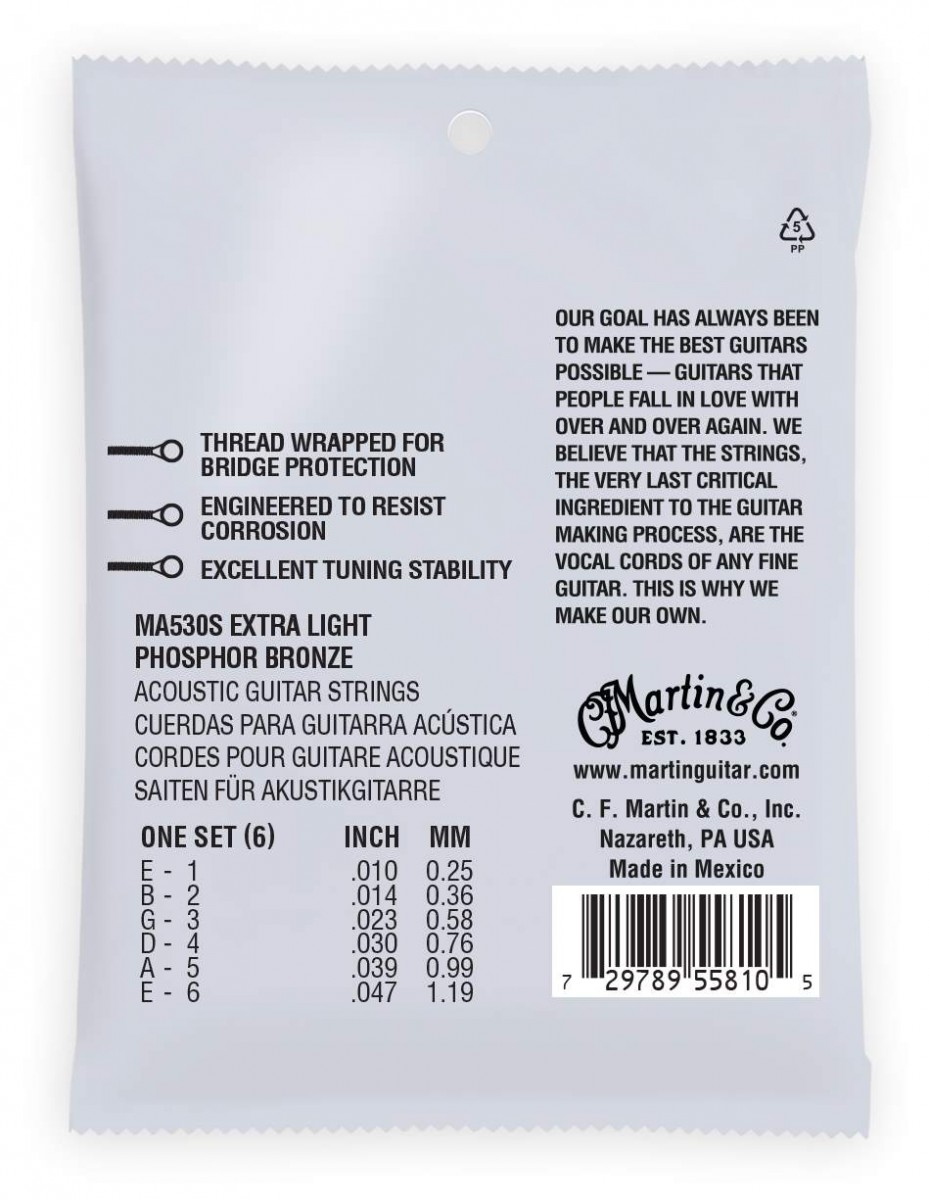 5
PP
OUR GOAL HAS ALWAYS BEEN
TO MAKE THE BEST GUITARS
POSSIBLE — GUITARS THAT
PEOPLE FALL IN LOVE WITH
OVER AND OVER AGAIN. WE
BELIEVE THAT THE STRINGS,
THE VERY LAST CRITICAL
INGREDIENT TO THE GUITAR
MAKING PROCESS, ARE THE
VOCAL CORDS OF ANY FINE
GUITAR. THIS IS WHY WE
MAKE OUR OWN.
THREAD WRAPPED FOR
BRIDGE PROTECTION
ENGINEERED TO RESIST
CORROSION
EXCELLENT TUNING STABILITY
MA530S EXTRA LIGHT
PHOSPHOR BRONZE
ACOUSTIC GUITAR STRINGS
CUERDAS PARA GUITARRA ACÚSTICA
CORDES POUR GUITARE ACOUSTIQUE
SAITEN FÜR AKUSTIKGITARRE
ONE SET (6) INCH MM
E - 1 .010 0.25
B - 2 .014 0.36
G - 3 .023 0.58
D - 4 .030 0.76
A - 5 .039 0.99
E - 6 .047 1.19
CF Martin & Co.®
EST. 1833
www.martinguitar.com
C. F. Martin & Co., Inc.
Nazareth, PA USA
Made in Mexico
7 29789 55810 5